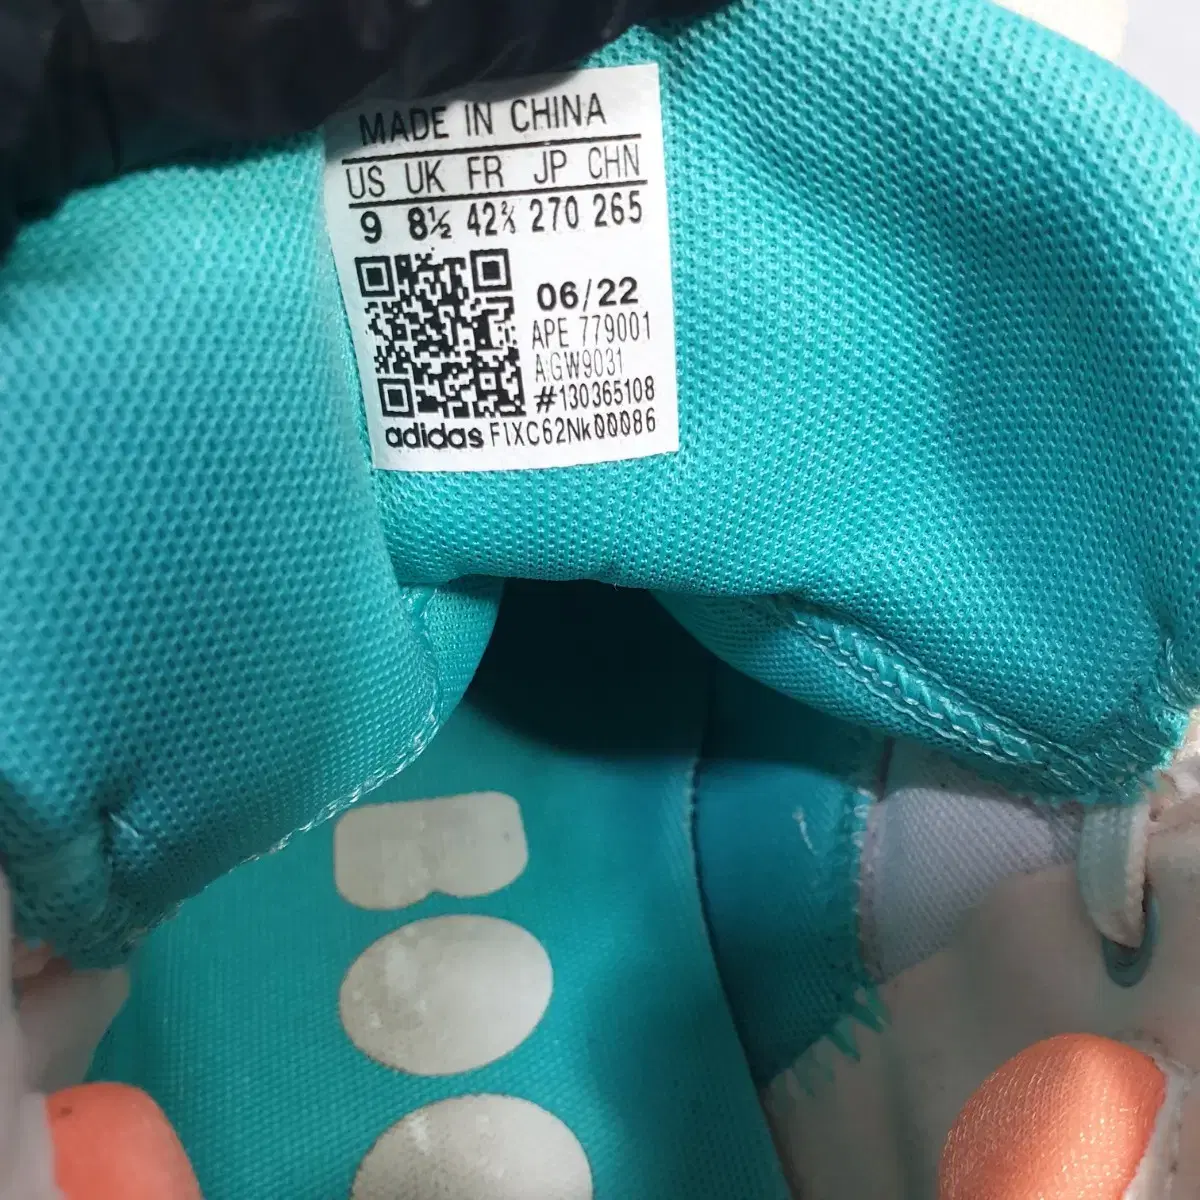 MADE IN CHINA
US UK FR JP CHN
9 8½ 42⅔ 270 265
06/22
APE 779001
A:GW9031
#130365108
adidas FIXC62Nk00086